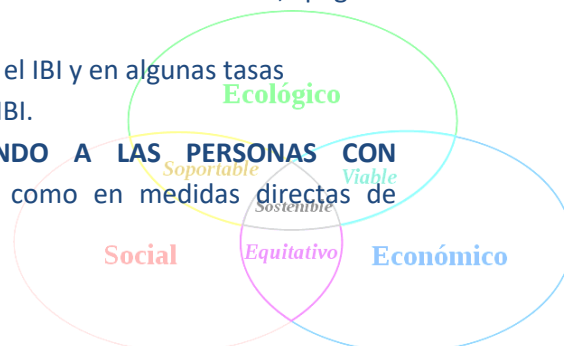 el IBI y en algunas tasas
Ecológico
IBI.
NDO A LAS PERSONAS CON
Soportable
Viable
como en medidas directas de
Sostenible
Social
Equitativo
Económico